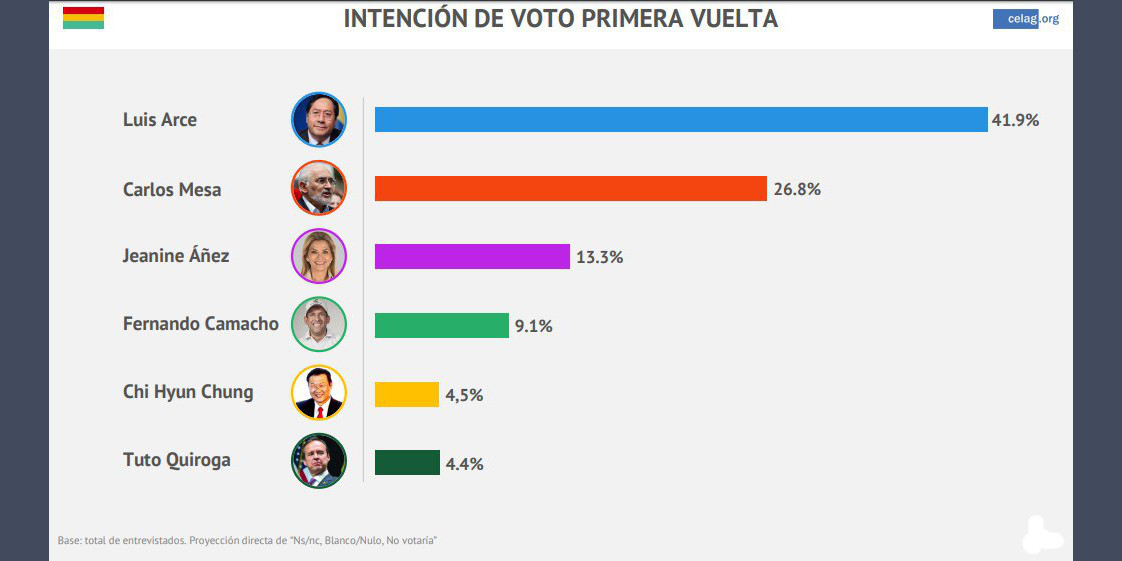 INTENCIÓN DE VOTO PRIMERA VUELTA
celag.org
Luis Arce 41.9%
Carlos Mesa 26.8%
Jeanine Áñez 13.3%
Fernando Camacho 9.1%
Chi Hyun Chung 4,5%
Tuto Quiroga 4.4%
Base: total de entrevistados. Proyección directa de "Ns/nc, Blanco/Nulo, No votaría"